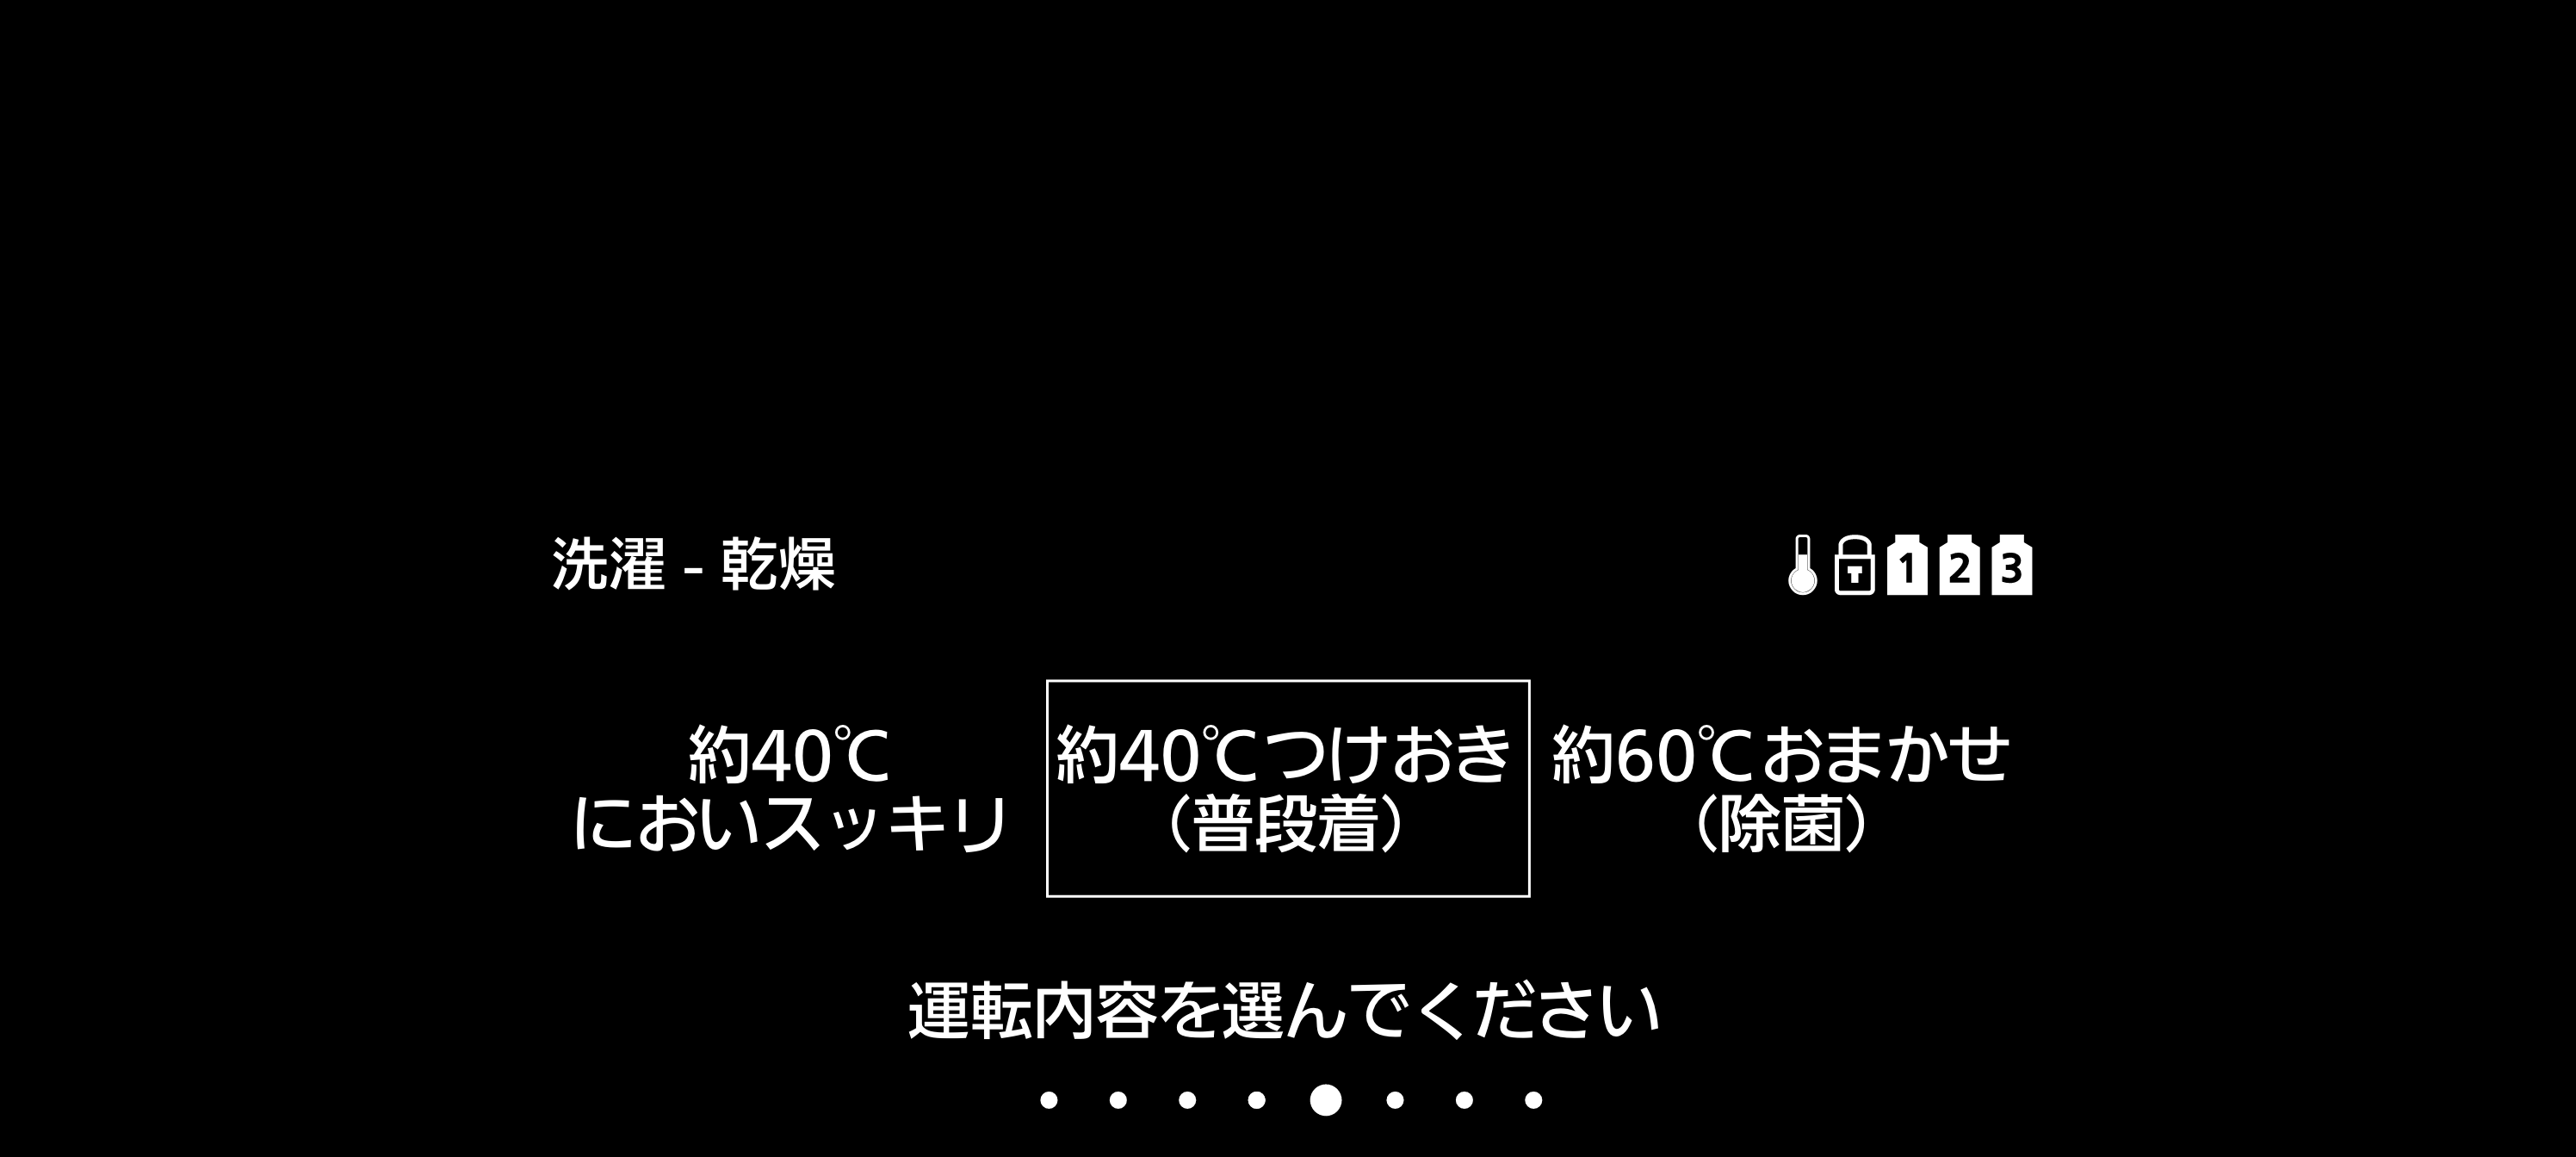 洗濯 - 乾燥
1 2 3
約40℃
においスッキリ
約40℃つけおき
（普段着）
約60℃おまかせ
（除菌）
運転内容を選んでください